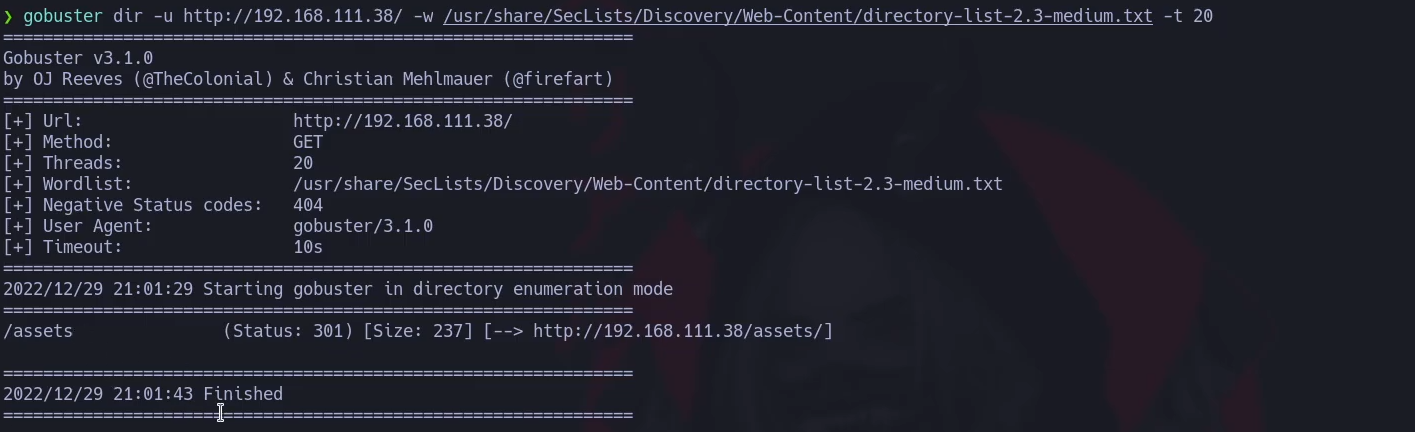 ❯ gobuster dir -u http://192.168.111.38/ -w /usr/share/SecLists/Discovery/Web-Content/directory-list-2.3-medium.txt -t 20
===============================================================
Gobuster v3.1.0
by OJ Reeves (@TheColonial) & Christian Mehlmauer (@firefart)
===============================================================
[+] Url:                     http://192.168.111.38/
[+] Method:                  GET
[+] Threads:                 20
[+] Wordlist:                /usr/share/SecLists/Discovery/Web-Content/directory-list-2.3-medium.txt
[+] Negative Status codes:   404
[+] User Agent:              gobuster/3.1.0
[+] Timeout:                 10s
===============================================================
2022/12/29 21:01:29 Starting gobuster in directory enumeration mode
===============================================================
/assets               (Status: 301) [Size: 237] [--> http://192.168.111.38/assets/]
===============================================================
2022/12/29 21:01:43 Finished
===============================================================